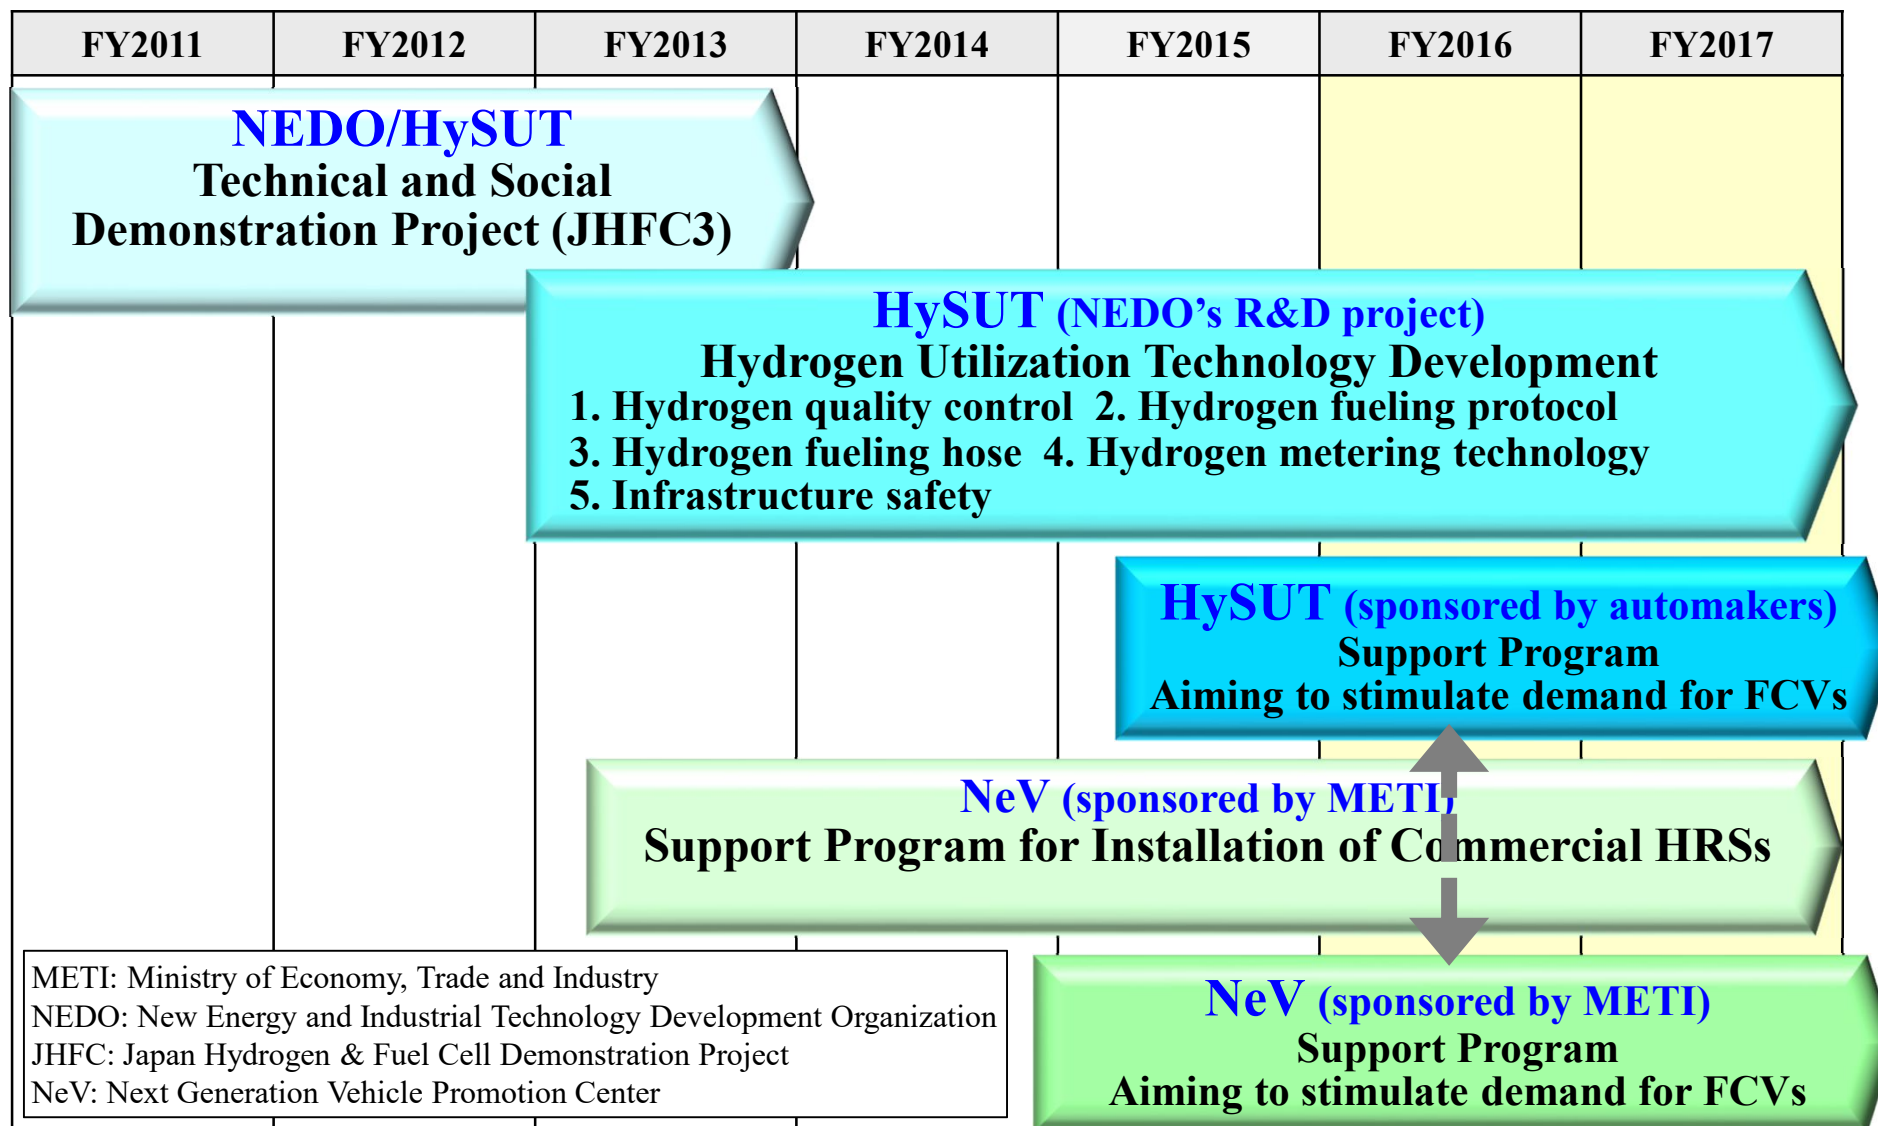 FY2011 FY2012 FY2013 FY2014 FY2015 FY2016 FY2017
NEDO/HySUT
Technical and Social
Demonstration Project (JHFC3)
HySUT (NEDO’s R&D project)
Hydrogen Utilization Technology Development
1. Hydrogen quality control 2. Hydrogen fueling protocol
3. Hydrogen fueling hose 4. Hydrogen metering technology
5. Infrastructure safety
HySUT (sponsored by automakers)
Support Program
Aiming to stimulate demand for FCVs
NeV (sponsored by METI)
Support Program for Installation of Commercial HRSs
NeV (sponsored by METI)
Support Program
Aiming to stimulate demand for FCVs
METI: Ministry of Economy, Trade and Industry
NEDO: New Energy and Industrial Technology Development Organization
JHFC: Japan Hydrogen & Fuel Cell Demonstration Project
NeV: Next Generation Vehicle Promotion Center